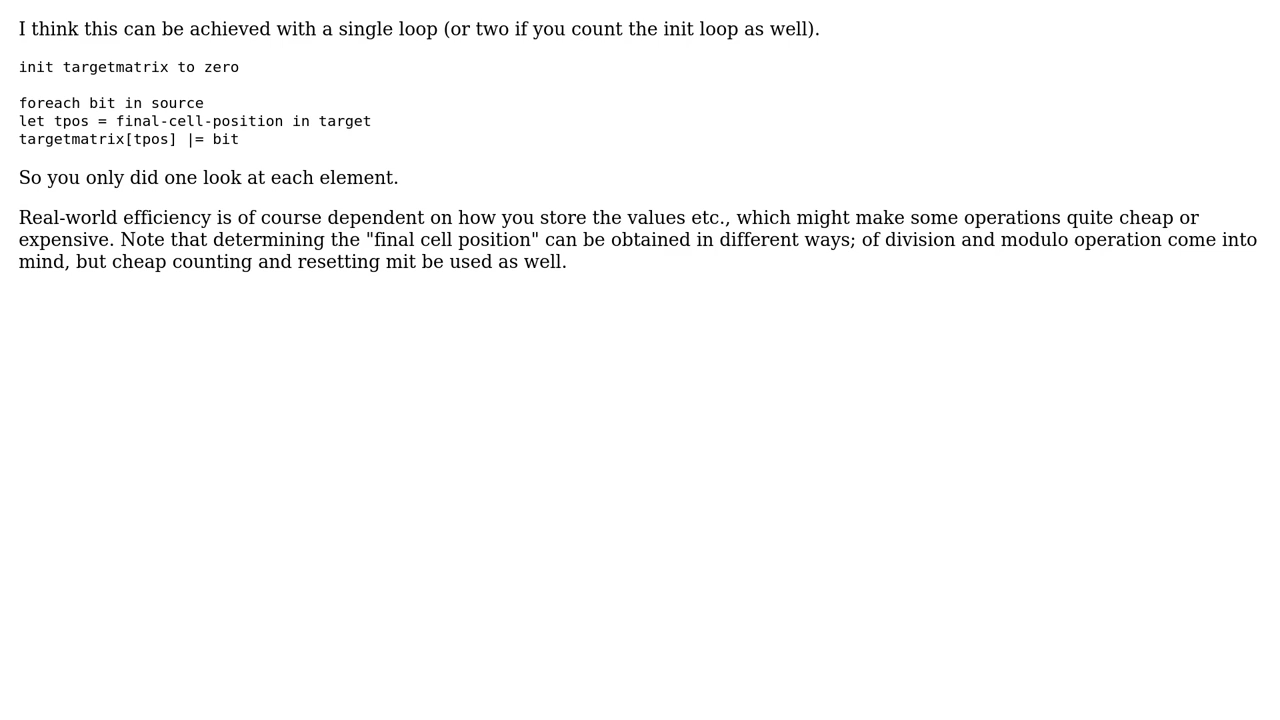 I think this can be achieved with a single loop (or two if you count the init loop as well).
init targetmatrix to zero
foreach bit in source
let tpos = final-cell-position in target
targetmatrix[tpos] |= bit
So you only did one look at each element.
Real-world efficiency is of course dependent on how you store the values etc., which might make some operations quite cheap or
expensive. Note that determining the "final cell position" can be obtained in different ways; of division and modulo operation come into
mind, but cheap counting and resetting mit be used as well.